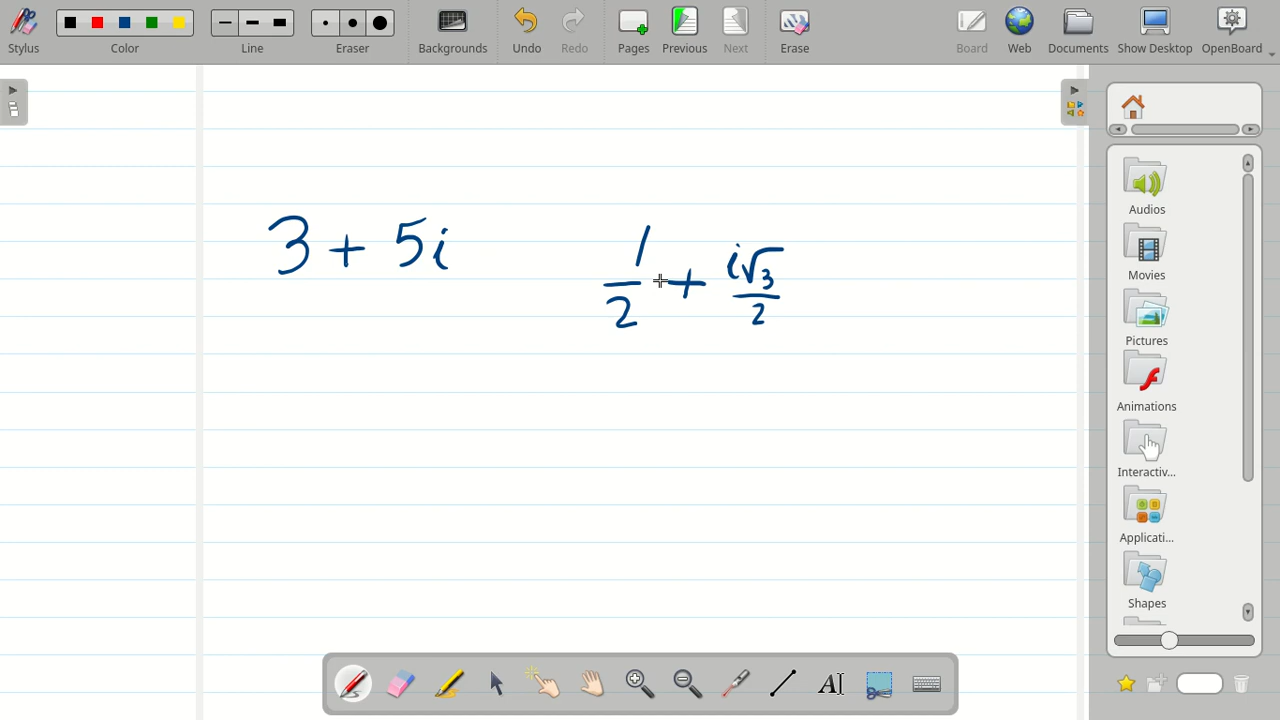 Stylus Color Line Eraser Backgrounds Undo Redo Pages Previous Next Erase Board Web Documents Show Desktop OpenBoard
3 + 5i
1/2 + i√3/2
Audios
Movies
Pictures
Animations
Interactiv...
Applicati...
Shapes
AI